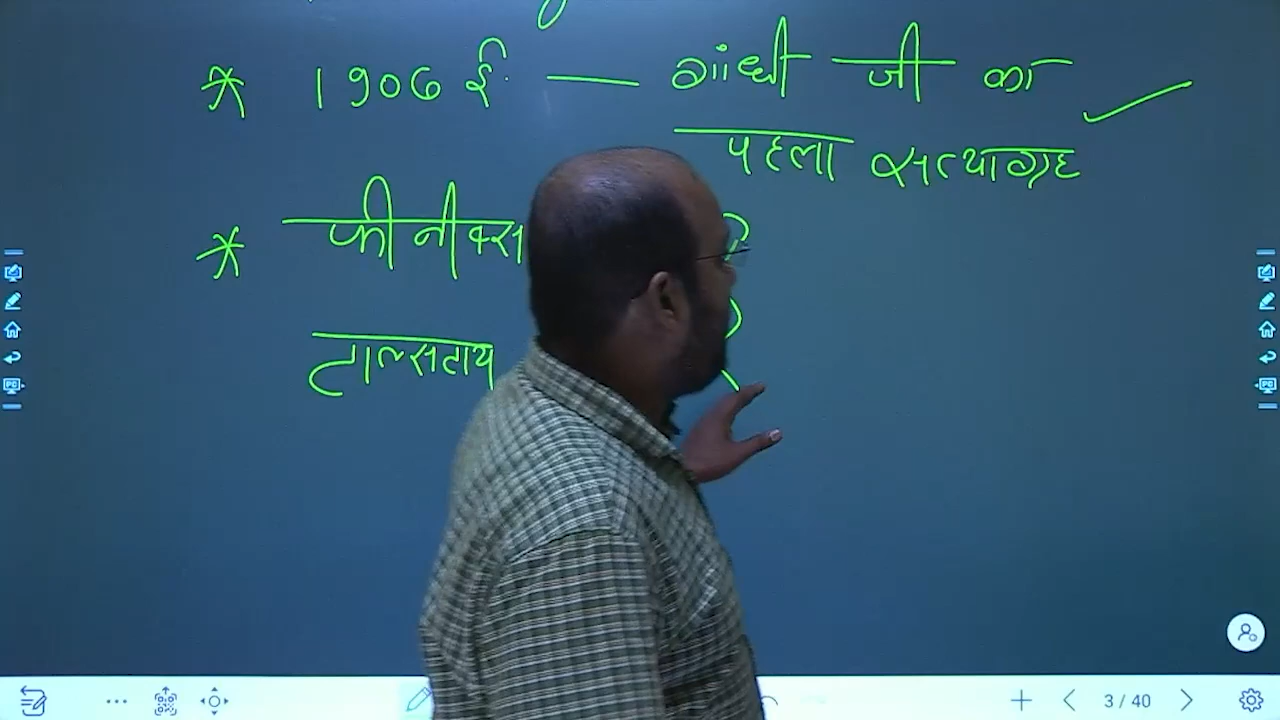 * 1906 ई. — गांधी जी का
पहला सत्याग्रह
* फीनीक्स
टाल्सटाय
3 / 40